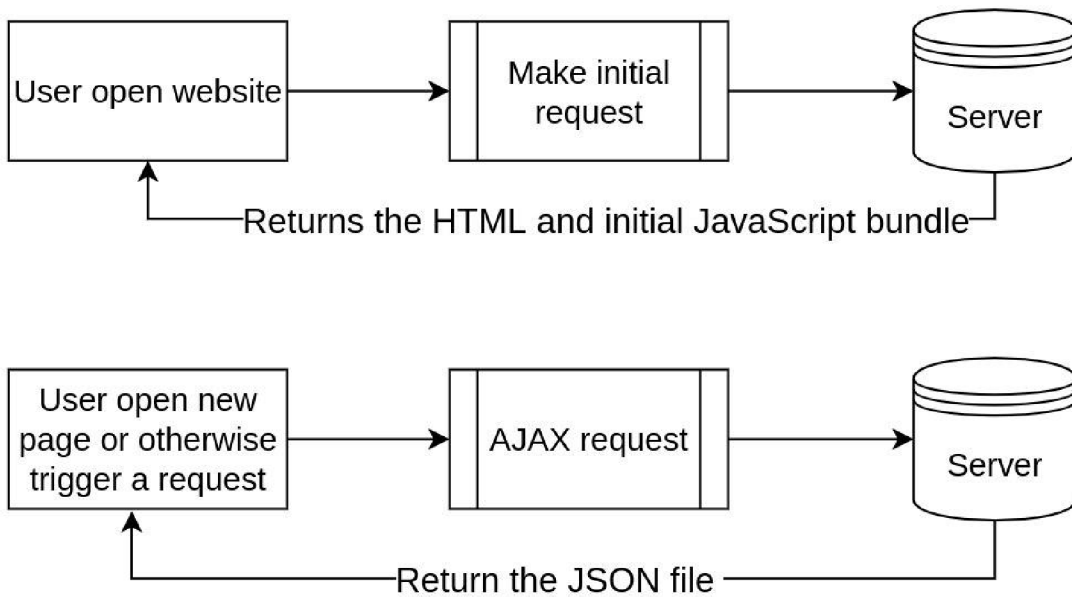 User open website
Make initial
request
Server
Returns the HTML and initial JavaScript bundle
User open new
page or otherwise
trigger a request
AJAX request
Server
Return the JSON file